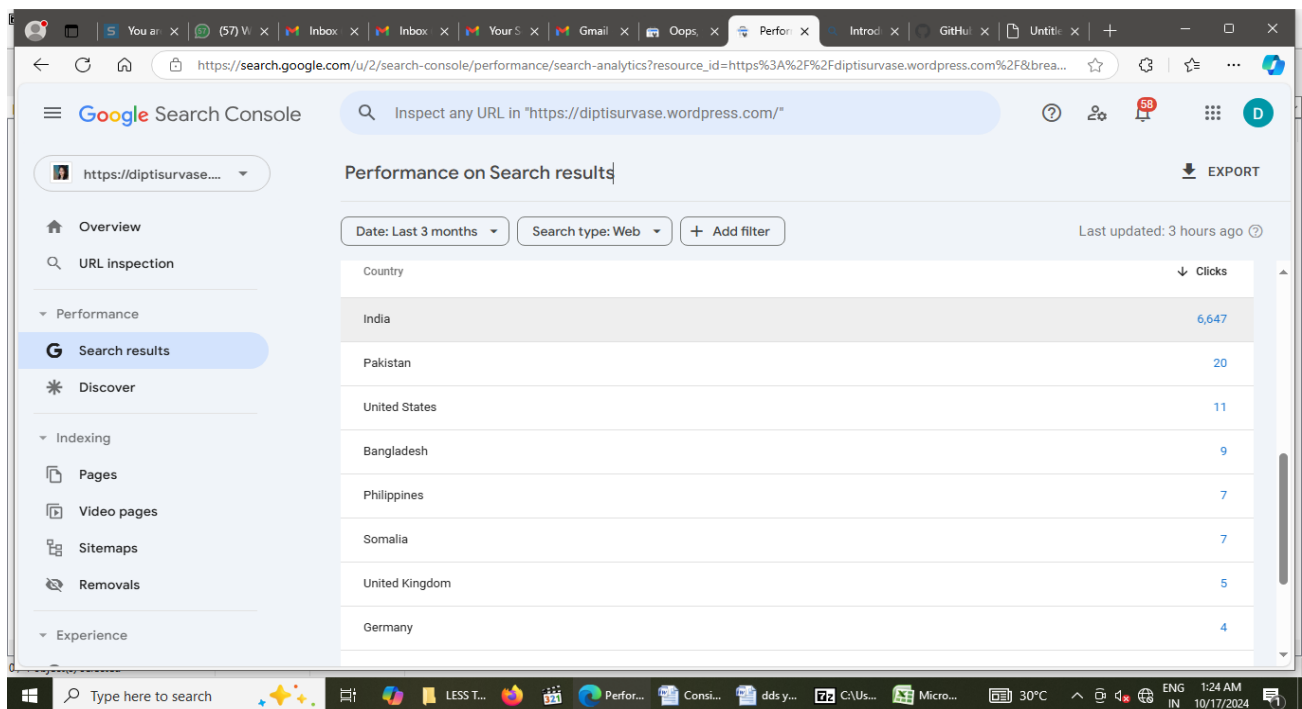 You ar
(57) W
Inbox
Inbox
Your S
Gmail
Oops,
Perfor
Introd
GitHul
Untitle
https://search.google.com/u/2/search-console/performance/search-analytics?resource_id=https%3A%2F%2Fdiptisurvase.wordpress.com%2F&brea...
Google Search Console
Inspect any URL in "https://diptisurvase.wordpress.com/"
58
D
https://diptisurvase....
Performance on Search results
EXPORT
Overview
Date: Last 3 months
Search type: Web
+ Add filter
Last updated: 3 hours ago
URL inspection
Country
Clicks
India 6,647
Performance
Search results
Pakistan 20
Discover
United States 11
Indexing
Bangladesh 9
Pages
Philippines 7
Video pages
Sitemaps
Somalia 7
Removals
United Kingdom 5
Experience
Germany 4
Type here to search
LESS T...
321
Perfor...
Consi...
dds y...
7z
C:\Us...
Micro...
30°C
ENG
IN
1:24 AM
10/17/2024
1